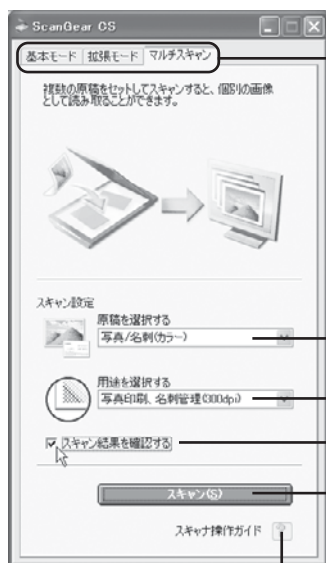 ScanGear CS
基本モード 拡張モード マルチスキャン
複数の原稿をセットしてスキャンすると、個別の画像
として読み取ることができます。
スキャン設定
原稿を選択する
写真/名刺(カラー)
用途を選択する
写真印刷、名刺管理(300dpi)
スキャン結果を確認する
スキャン(S)
スキャナ操作ガイド